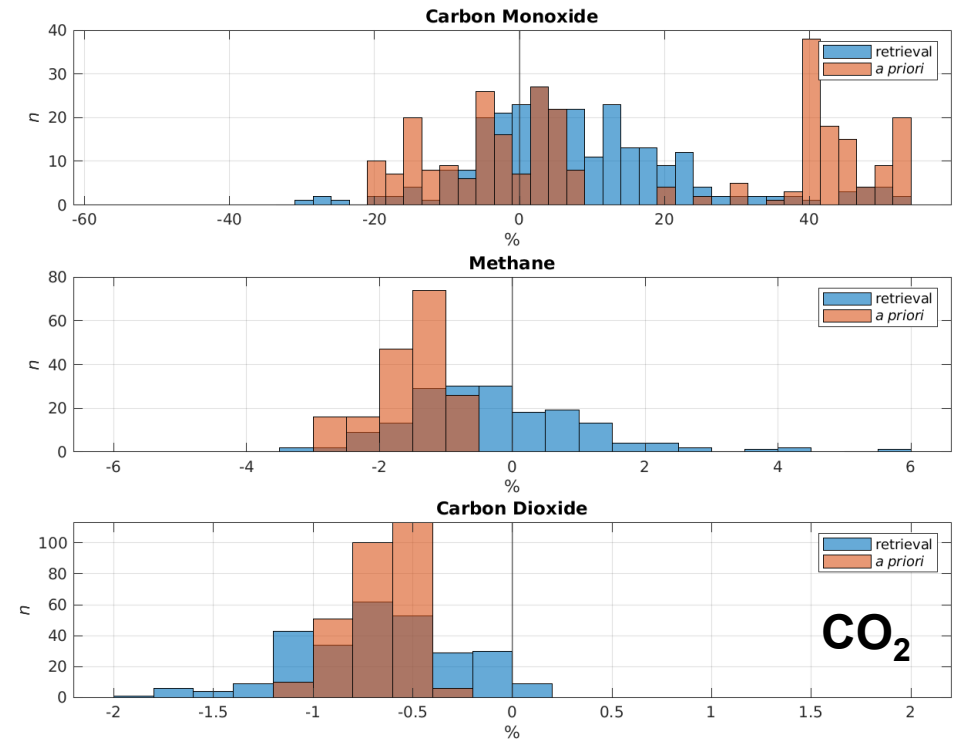 Carbon Monoxide
40
30
20
10
0
n
retrieval
a priori
-60 -40 -20 0 20 40
%
Methane
80
60
40
20
0
n
retrieval
a priori
-6 -4 -2 0 2 4 6
%
Carbon Dioxide
100
80
60
40
20
0
n
retrieval
a priori
CO2
-2 -1.5 -1 -0.5 0 0.5 1 1.5 2
%